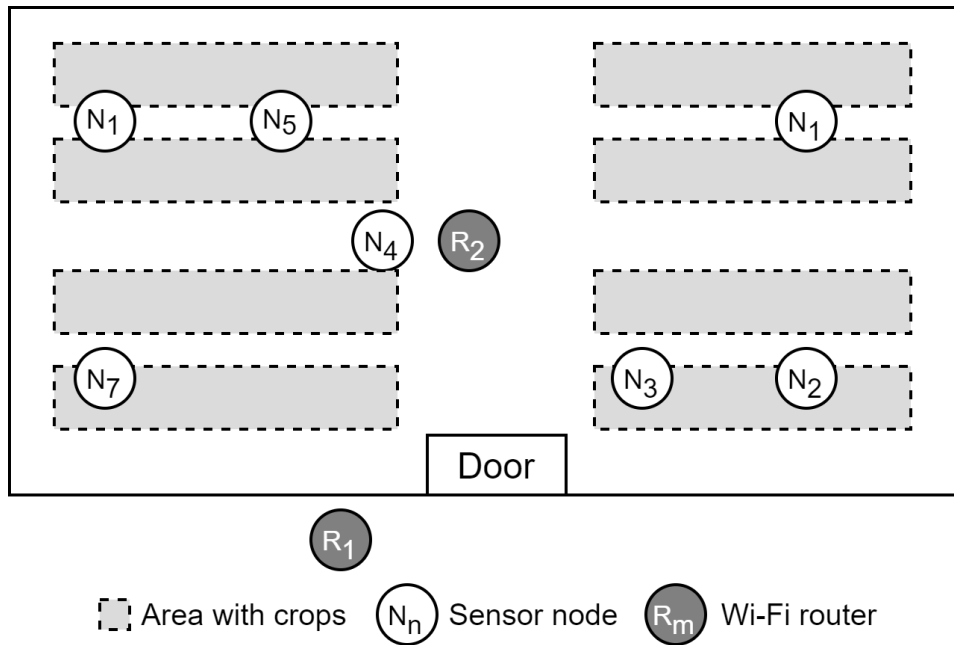 N1 N5 N1
N4 R2
N7 N3 N2
Door
R1
Area with crops Nn Sensor node Rm Wi-Fi router